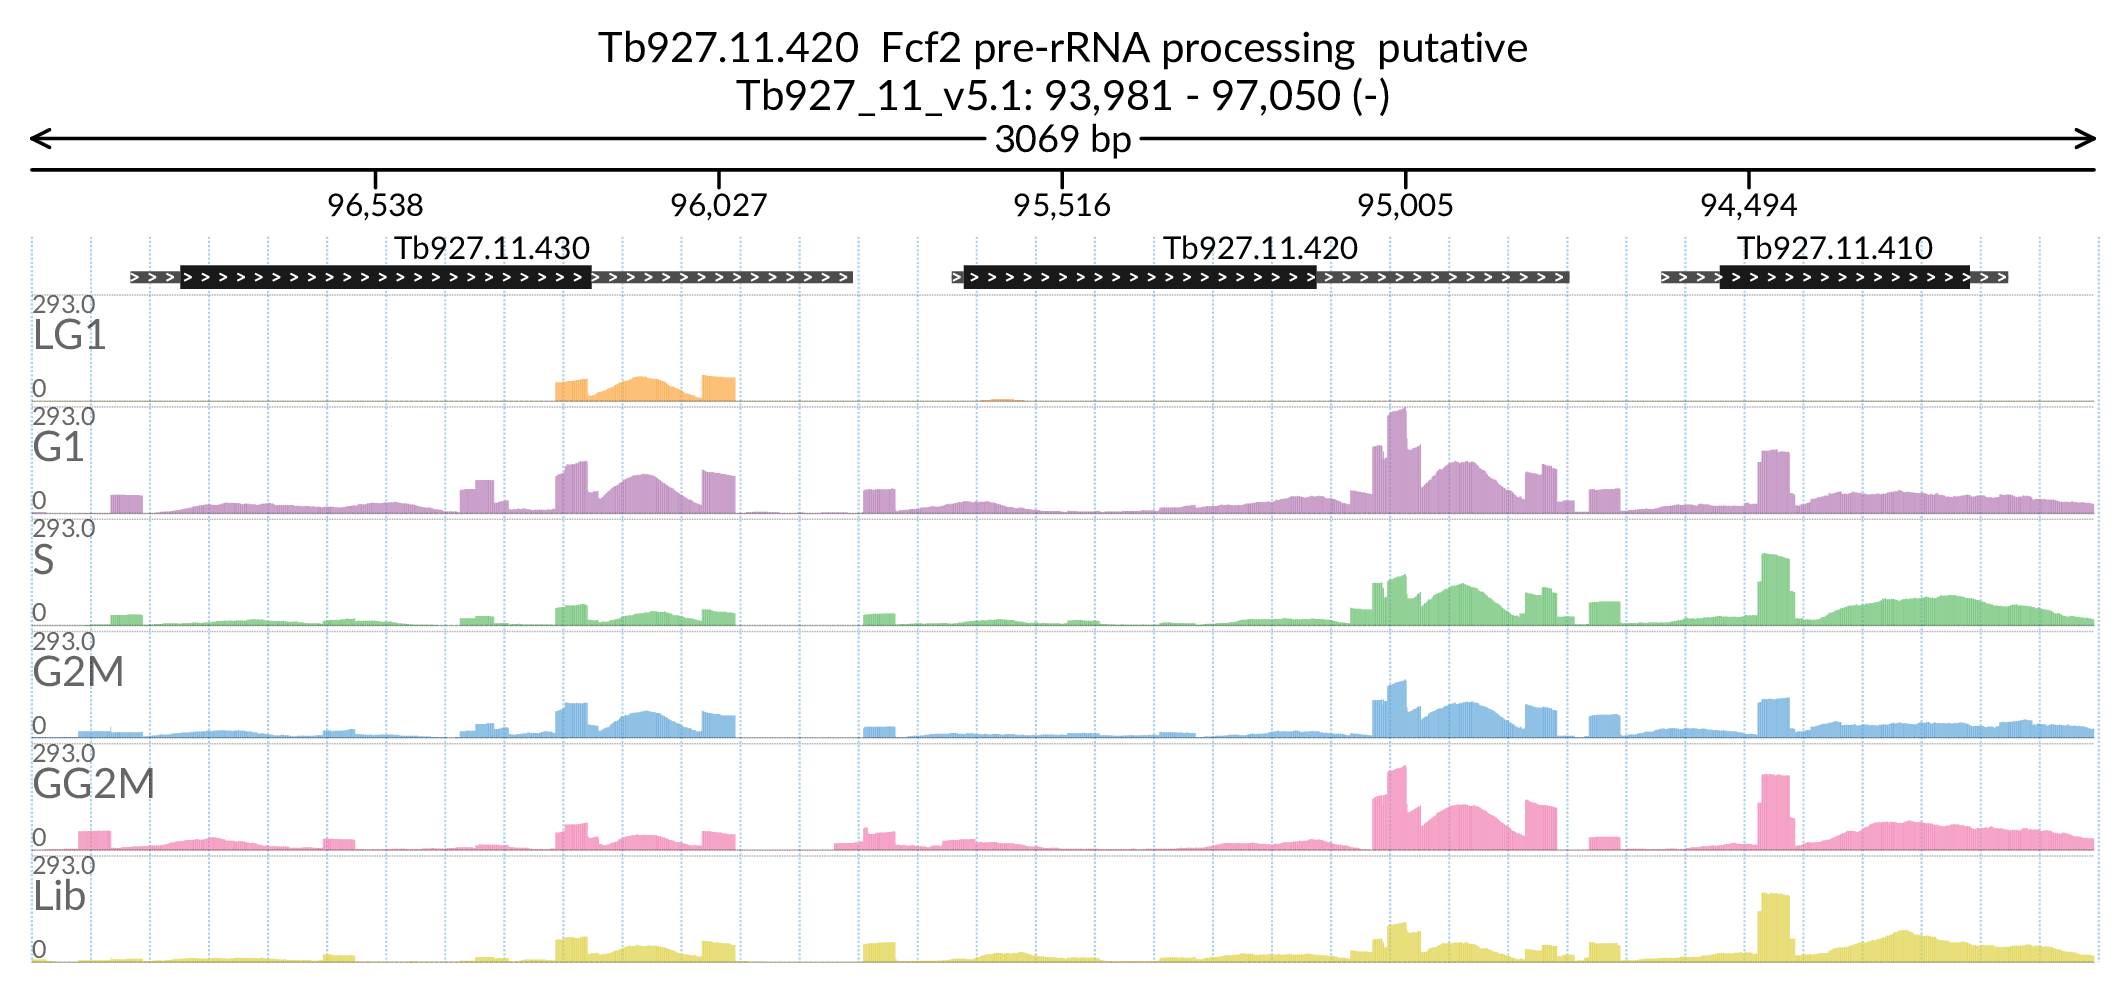 Tb927.11.420  Fcf2 pre-rRNA processing  putative
Tb927_11_v5.1: 93,981 - 97,050 (-)
3069 bp
96,538 96,027 95,516 95,005 94,494
Tb927.11.430 Tb927.11.420 Tb927.11.410
293.0
LG1
0
293.0
G1
0
293.0
S
0
293.0
G2M
0
293.0
GG2M
0
293.0
Lib
0